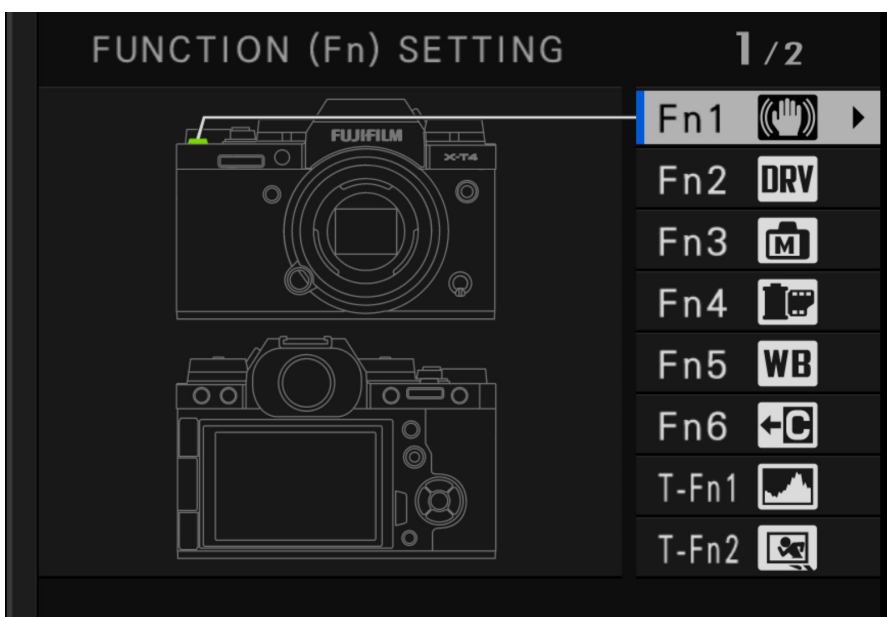 FUNCTION (Fn) SETTING 1/2
FUJIFILM
X-T4
Fn1
Fn2 DRV
Fn3 M
Fn4
Fn5 WB
Fn6 C
T-Fn1
T-Fn2